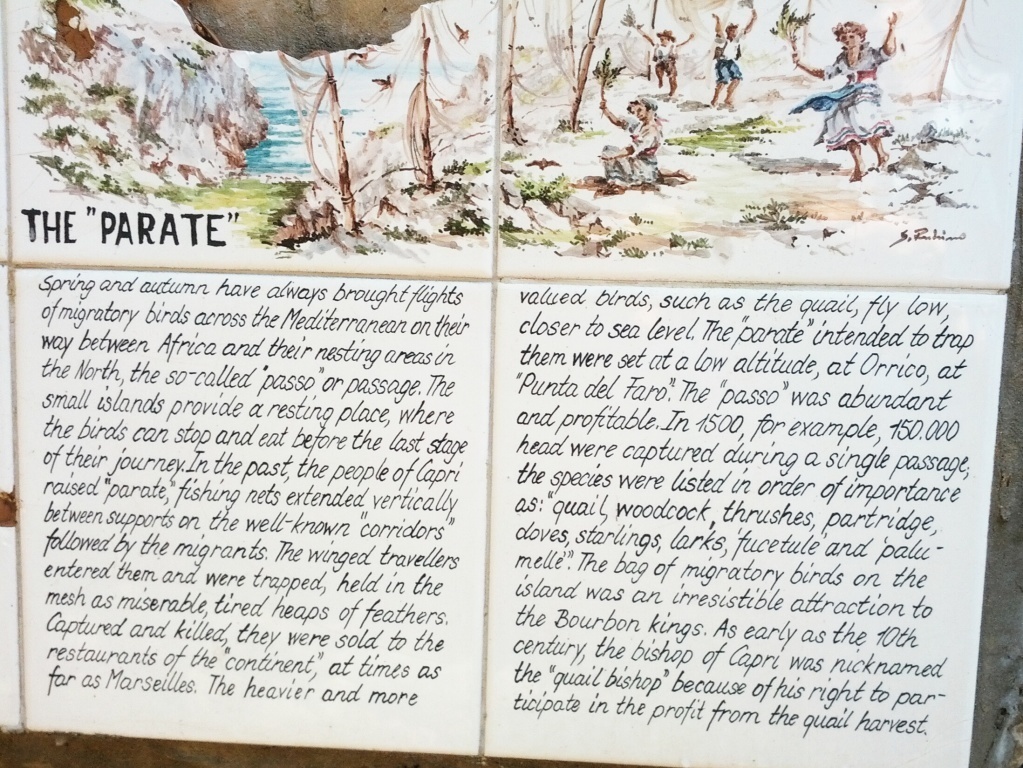 THE "PARATE"
S. Rubino
Spring and autumn have always brought flights
of migratory birds across the Mediterranean on their
way between Africa and their nesting areas in
the North, the so-called "passo" or passage. The
small islands provide a resting place, where
the birds can stop and eat before the last stage
of their journey. In the past, the people of Capri
raised "parate," fishing nets extended vertically
between supports on the well-known "corridors"
followed by the migrants. The winged travellers
entered them and were trapped, held in the
mesh as miserable, tired heaps of feathers.
Captured and killed, they were sold to the
restaurants of the "continent", at times as
far as Marseilles. The heavier and more
valued birds, such as the quail, fly low,
closer to sea level. The "parate" intended to trap
them were set at a low altitude, at Orrico, at
"Punta del Faro". The "passo" was abundant
and profitable. In 1500, for example, 150.000
head were captured during a single passage,
the species were listed in order of importance
as: "quail, woodcock, thrushes, partridge,
doves, starlings, larks, 'fucetule' and 'palu-
melle'". The bag of migratory birds on the
island was an irresistible attraction to
the Bourbon kings. As early as the 10th
century, the bishop of Capri was nicknamed
the "quail bishop" because of his right to par-
ticipate in the profit from the quail harvest.